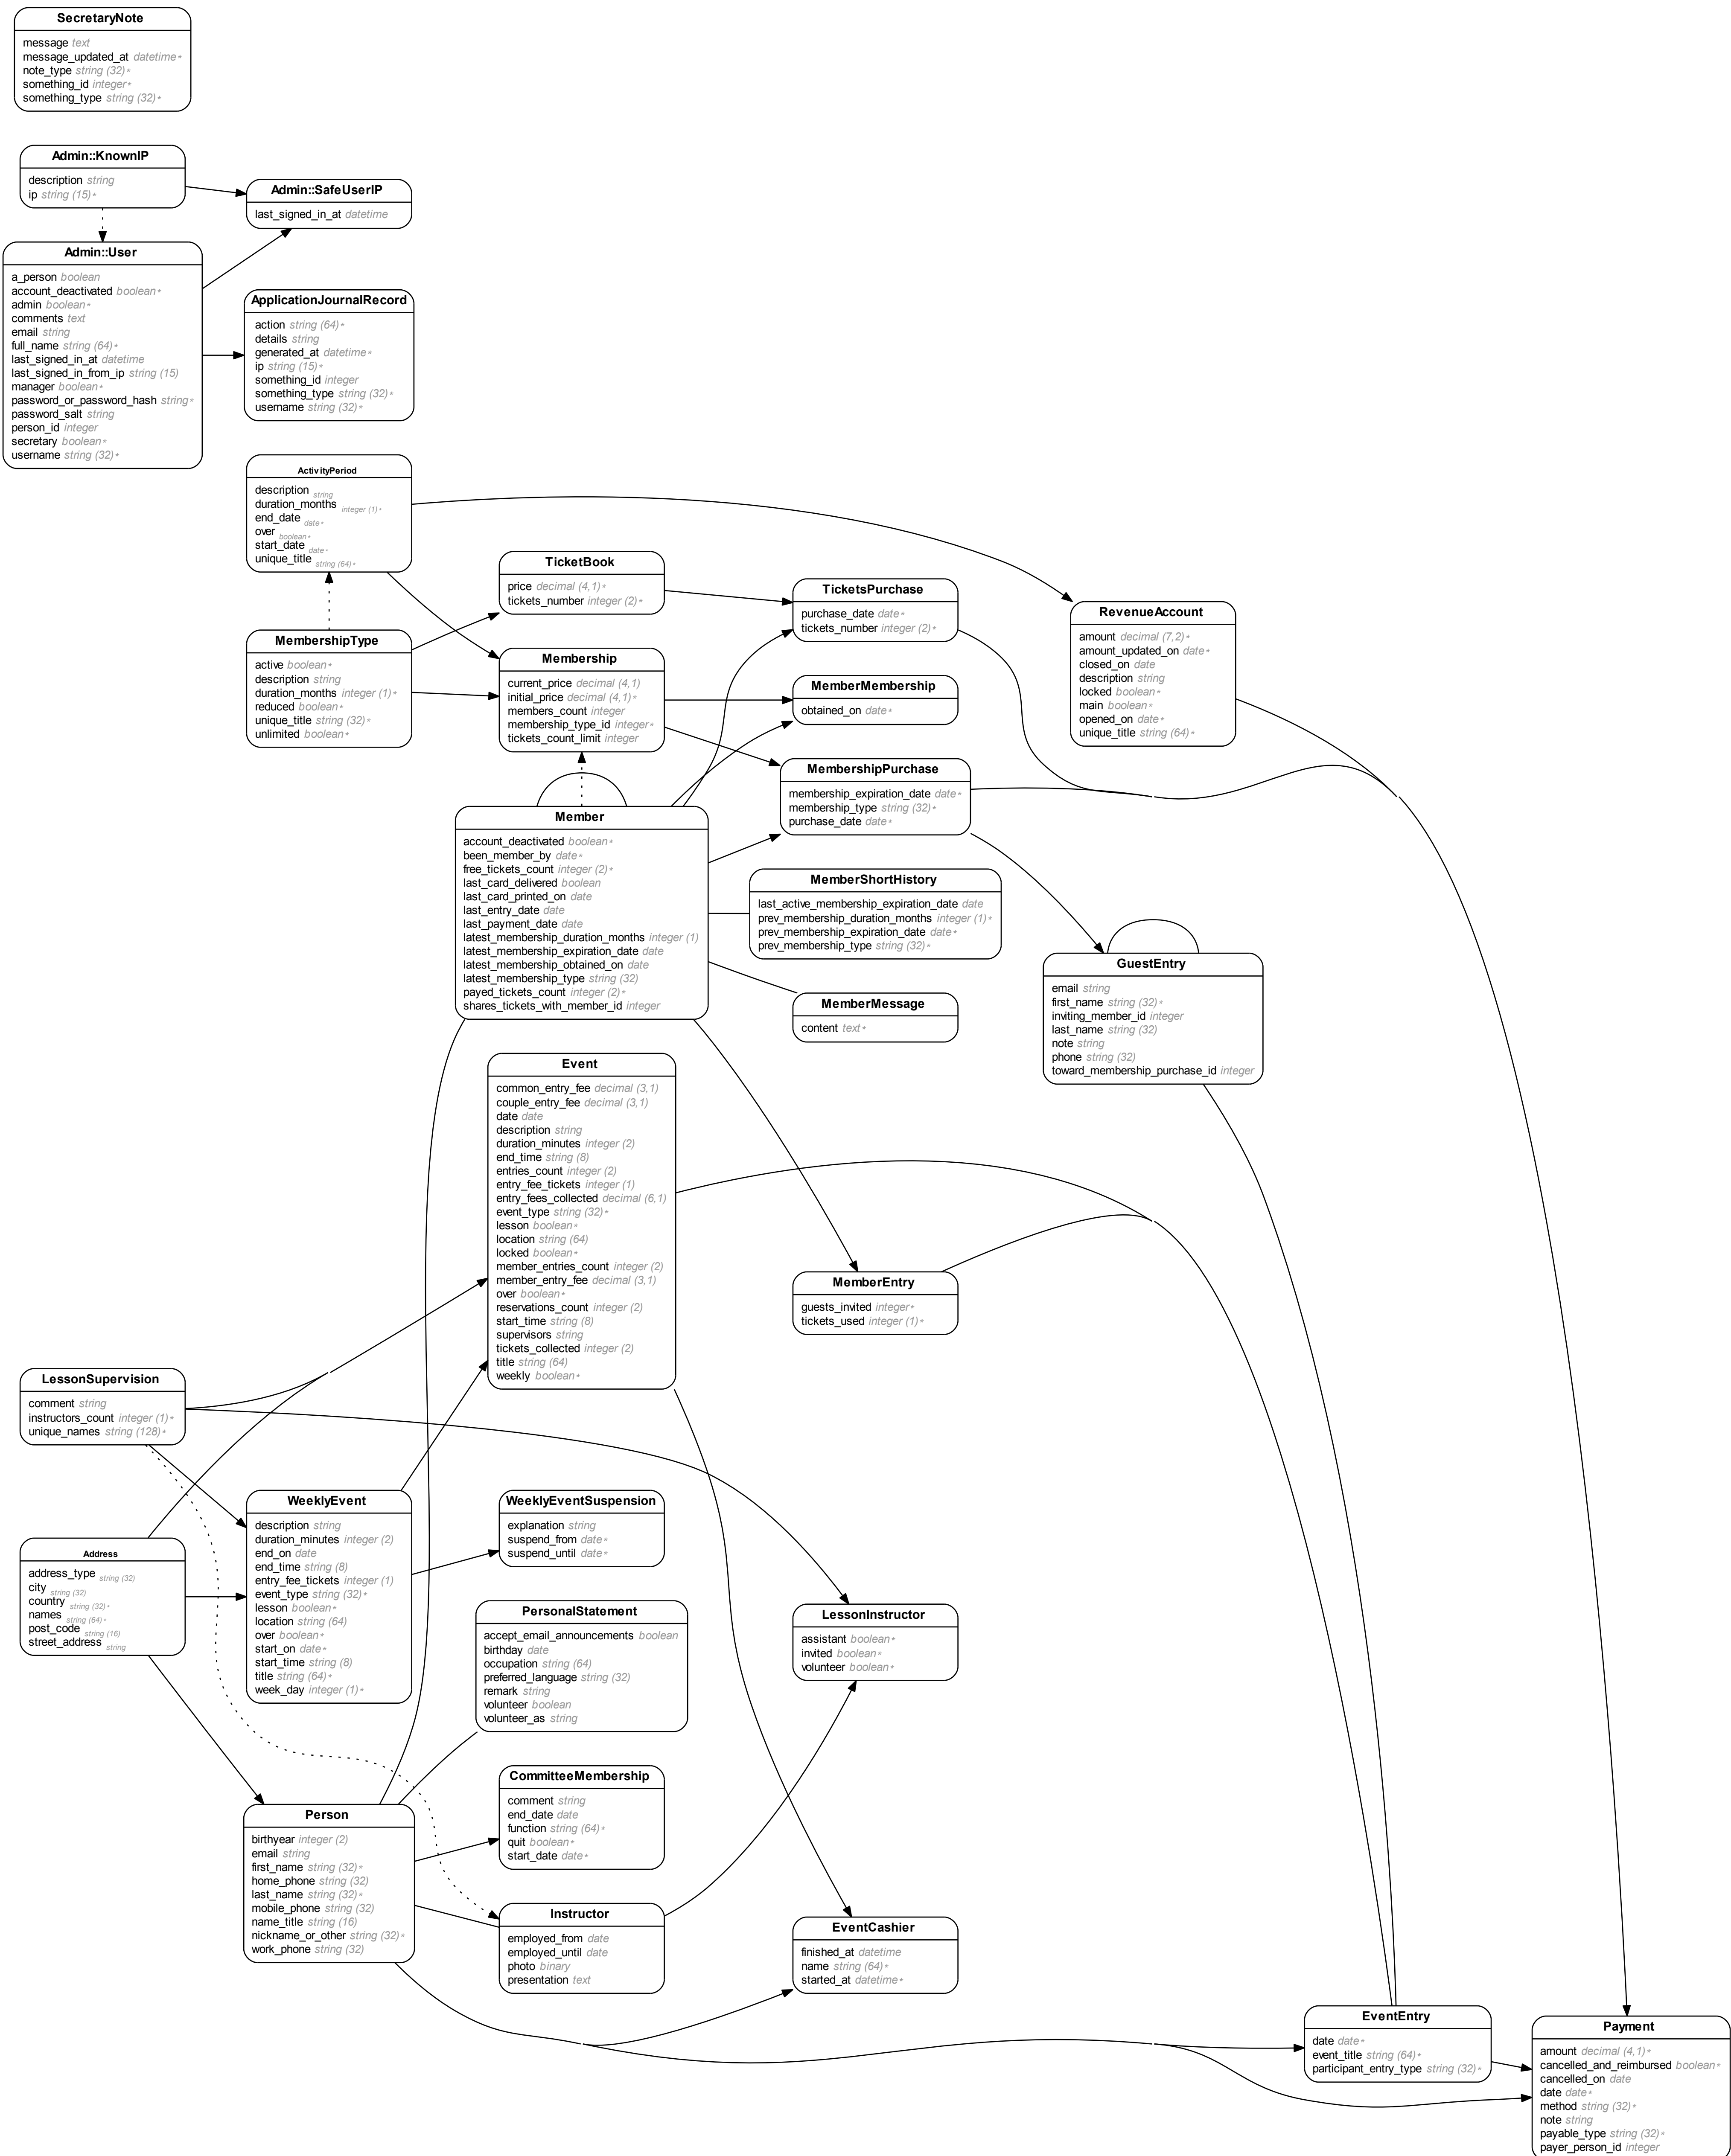 SecretaryNote
message text
message_updated_at datetime∗
note_type string (32)∗
something_id integer∗
something_type string (32)∗
Admin::KnownIP
description string
ip string (15)∗
Admin::SafeUserIP
last_signed_in_at datetime
Admin::User
a_person boolean
account_deactivated boolean∗
admin boolean∗
comments text
email string
full_name string (64)∗
last_signed_in_at datetime
last_signed_in_from_ip string (15)
manager boolean∗
password_or_password_hash string∗
password_salt string
person_id integer
secretary boolean∗
username string (32)∗
ApplicationJournalRecord
action string (64)∗
details string
generated_at datetime∗
ip string (15)∗
something_id integer
something_type string (32)∗
username string (32)∗
ActivityPeriod
description string
duration_months integer (1)∗
end_date date∗
over boolean∗
start_date date∗
unique_title string (64)∗
MembershipType
active boolean∗
description string
duration_months integer (1)∗
reduced boolean∗
unique_title string (32)∗
unlimited boolean∗
TicketBook
price decimal (4,1)∗
tickets_number integer (2)∗
Membership
current_price decimal (4,1)
initial_price decimal (4,1)∗
members_count integer
membership_type_id integer∗
tickets_count_limit integer
TicketsPurchase
purchase_date date∗
tickets_number integer (2)∗
MemberMembership
obtained_on date∗
RevenueAccount
amount decimal (7,2)∗
amount_updated_on date∗
closed_on date
description string
locked boolean∗
main boolean∗
opened_on date∗
unique_title string (64)∗
MembershipPurchase
membership_expiration_date date∗
membership_type string (32)∗
purchase_date date∗
Member
account_deactivated boolean∗
been_member_by date∗
free_tickets_count integer (2)∗
last_card_delivered boolean
last_card_printed_on date
last_entry_date date
last_payment_date date
latest_membership_duration_months integer (1)
latest_membership_expiration_date date
latest_membership_obtained_on date
latest_membership_type string (32)
payed_tickets_count integer (2)∗
shares_tickets_with_member_id integer
MemberShortHistory
last_active_membership_expiration_date date
prev_membership_duration_months integer (1)∗
prev_membership_expiration_date date∗
prev_membership_type string (32)∗
MemberMessage
content text∗
GuestEntry
email string
first_name string (32)∗
inviting_member_id integer
last_name string (32)
note string
phone string (32)
toward_membership_purchase_id integer
Event
common_entry_fee decimal (3,1)
couple_entry_fee decimal (3,1)
date date
description string
duration_minutes integer (2)
end_time string (8)
entries_count integer (2)
entry_fee_tickets integer (1)
entry_fees_collected decimal (6,1)
event_type string (32)∗
lesson boolean∗
location string (64)
locked boolean∗
member_entries_count integer (2)
member_entry_fee decimal (3,1)
over boolean∗
reservations_count integer (2)
start_time string (8)
supervisors string
tickets_collected integer (2)
title string (64)
weekly boolean∗
MemberEntry
guests_invited integer∗
tickets_used integer (1)∗
LessonSupervision
comment string
instructors_count integer (1)∗
unique_names string (128)∗
Address
address_type string (32)
city string (32)
country string (32)∗
names string (64)∗
post_code string (16)
street_address string
WeeklyEvent
description string
duration_minutes integer (2)
end_on date
end_time string (8)
entry_fee_tickets integer (1)
event_type string (32)∗
lesson boolean∗
location string (64)
over boolean∗
start_on date∗
start_time string (8)
title string (64)∗
week_day integer (1)∗
WeeklyEventSuspension
explanation string
suspend_from date∗
suspend_until date∗
PersonalStatement
accept_email_announcements boolean
birthday date
occupation string (64)
preferred_language string (32)
remark string
volunteer boolean
volunteer_as string
LessonInstructor
assistant boolean∗
invited boolean∗
volunteer boolean∗
CommitteeMembership
comment string
end_date date
function string (64)∗
quit boolean∗
start_date date∗
Person
birthyear integer (2)
email string
first_name string (32)∗
home_phone string (32)
last_name string (32)∗
mobile_phone string (32)
name_title string (16)
nickname_or_other string (32)∗
work_phone string (32)
Instructor
employed_from date
employed_until date
photo binary
presentation text
EventCashier
finished_at datetime
name string (64)∗
started_at datetime∗
EventEntry
date date∗
event_title string (64)∗
participant_entry_type string (32)∗
Payment
amount decimal (4,1)∗
cancelled_and_reimbursed boolean∗
cancelled_on date
date date∗
method string (32)∗
note string
payable_type string (32)∗
payer_person_id integer